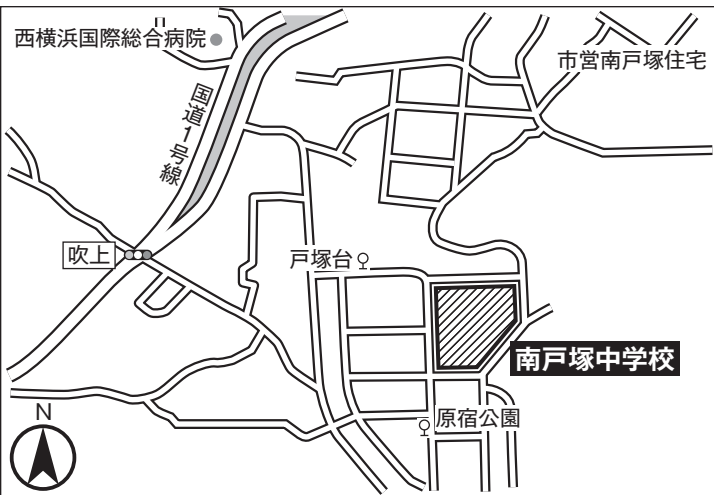 西横浜国際総合病院
市営南戸塚住宅
国道1号線
吹上
戸塚台
南戸塚中学校
原宿公園
N